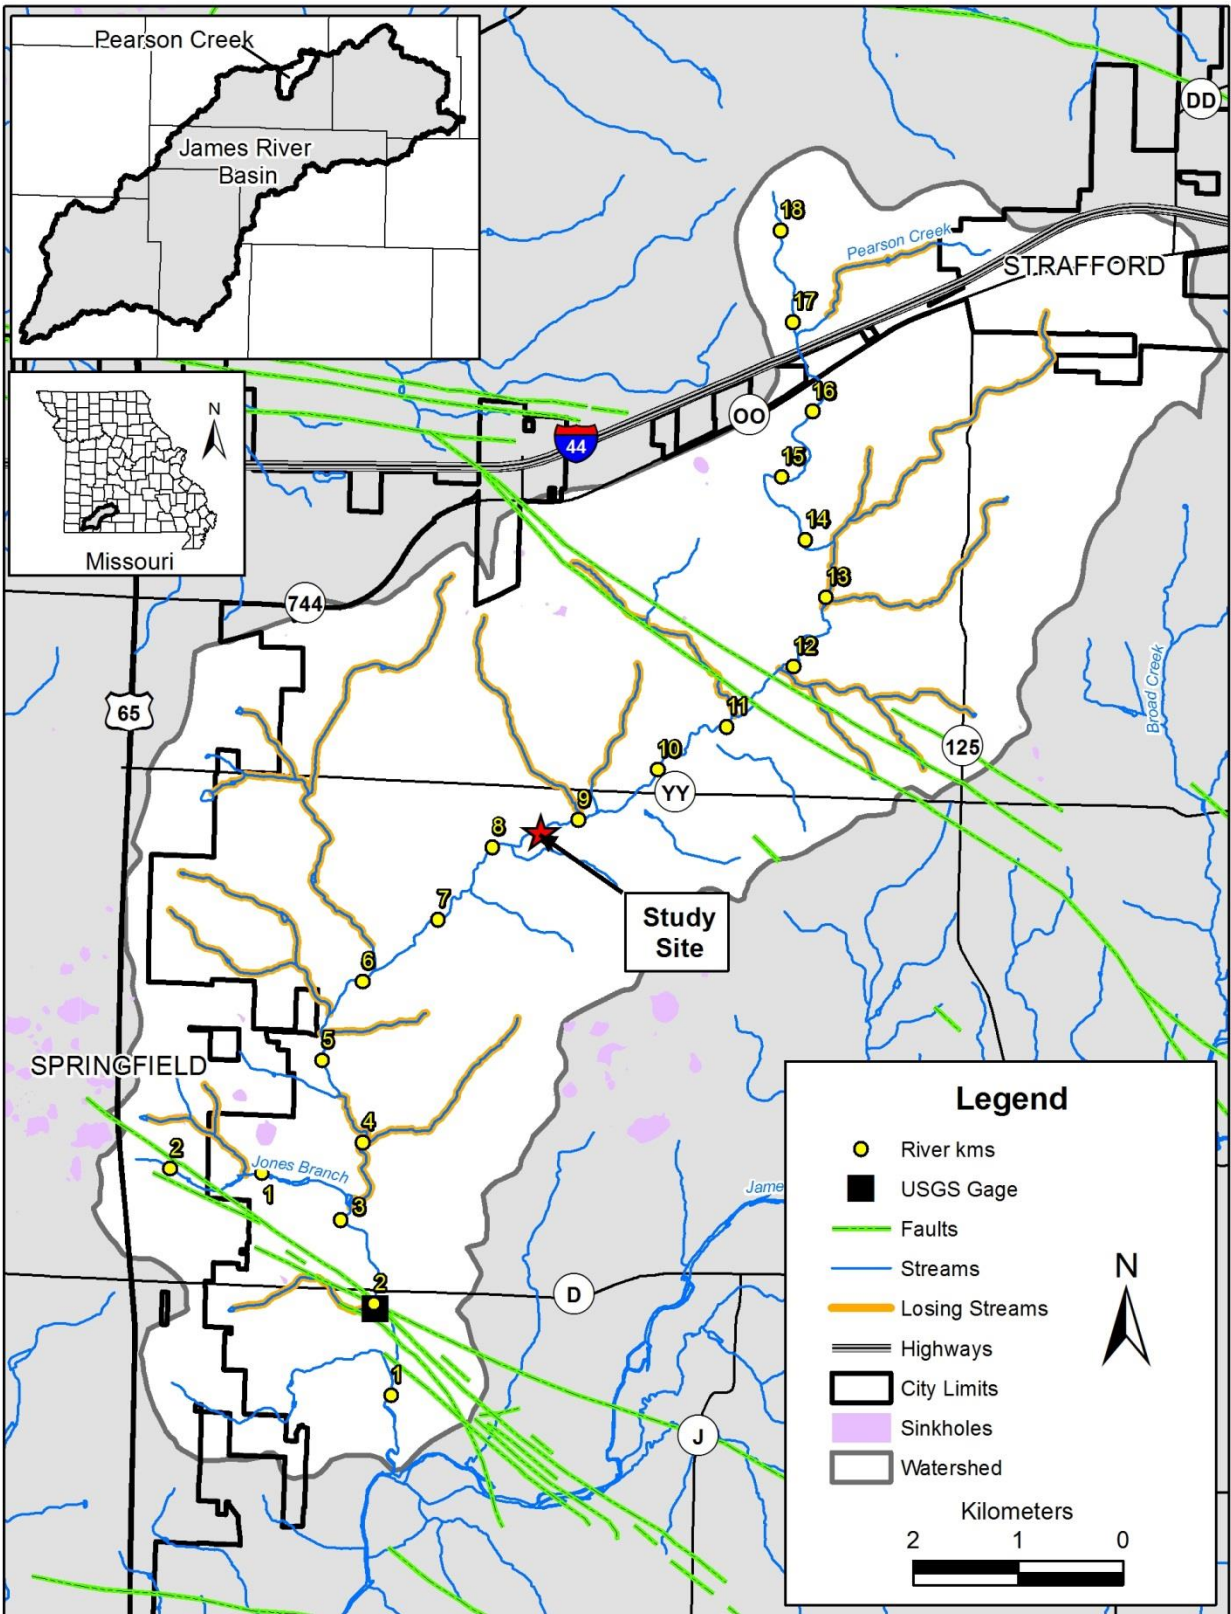 Pearson Creek
James River
Basin
N
Missouri
DD
18
Pearson Creek
STRAFFORD
17
16
OO
44
15
14
13
744
12
Broad Creek
65
11
125
10
YY
9
8
7
Study
Site
6
5
SPRINGFIELD
4
2
Jones Branch
1
3
Jame
2
D
1
J
Legend
River kms
USGS Gage
Faults
Streams
Losing Streams
Highways
City Limits
Sinkholes
Watershed
N
Kilometers
2 1 0